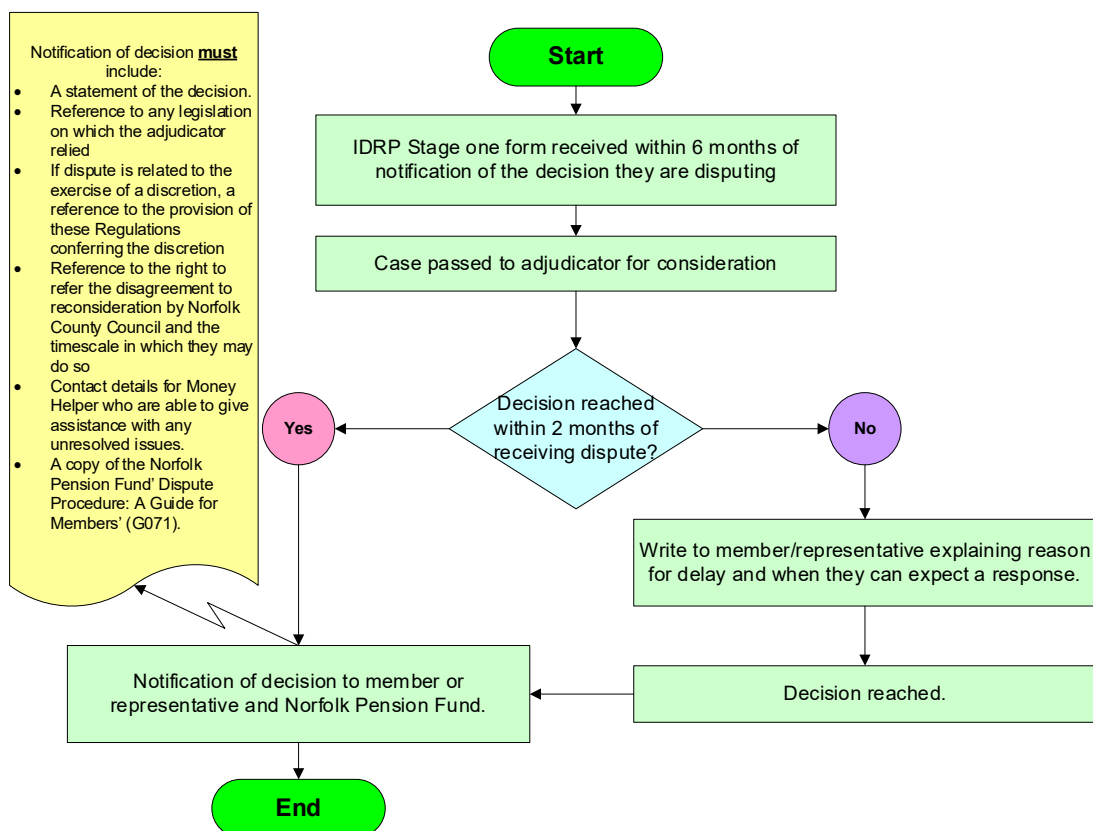 Notification of decision must
include:
• A statement of the decision.
• Reference to any legislation
on which the adjudicator
relied
• If dispute is related to the
exercise of a discretion, a
reference to the provision of
these Regulations
conferring the discretion
• Reference to the right to
refer the disagreement to
reconsideration by Norfolk
County Council and the
timescale in which they may
do so
• Contact details for Money
Helper who are able to give
assistance with any
unresolved issues.
• A copy of the Norfolk
Pension Fund' Dispute
Procedure: A Guide for
Members' (G071).
Start
IDRP Stage one form received within 6 months of
notification of the decision they are disputing
Case passed to adjudicator for consideration
Decision reached
within 2 months of
receiving dispute?
Yes
No
Write to member/representative explaining reason
for delay and when they can expect a response.
Decision reached.
Notification of decision to member or
representative and Norfolk Pension Fund.
End